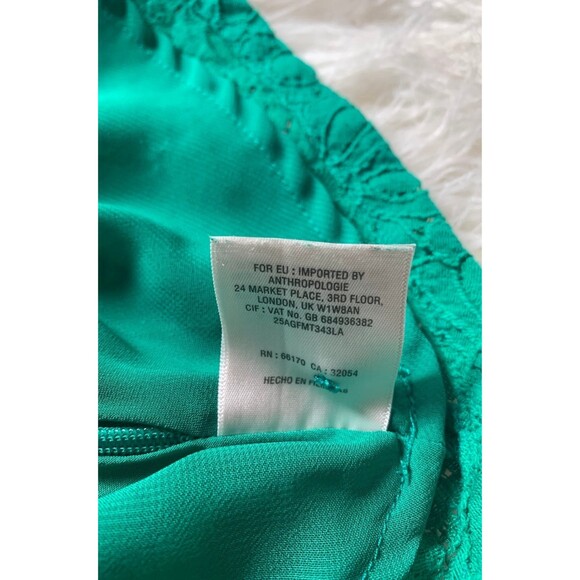 FOR EU : IMPORTED BY
ANTHROPOLOGIE
24 MARKET PLACE, 3RD FLOOR,
LONDON, UK W1W8AN
CIF : VAT No. GB 684936382
25AGFMT343LA
RN : 66170 CA : 32054
HECHO EN